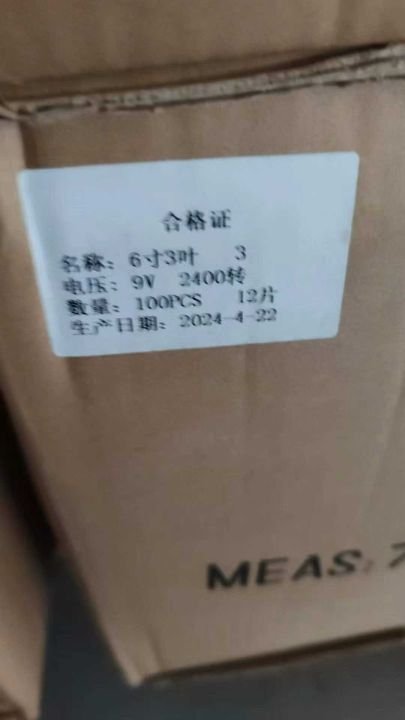 合格证
名称：6寸3叶 3
电压：9V 2400转
数量：100PCS 12片
生产日期：2024-4-22
MEAS: